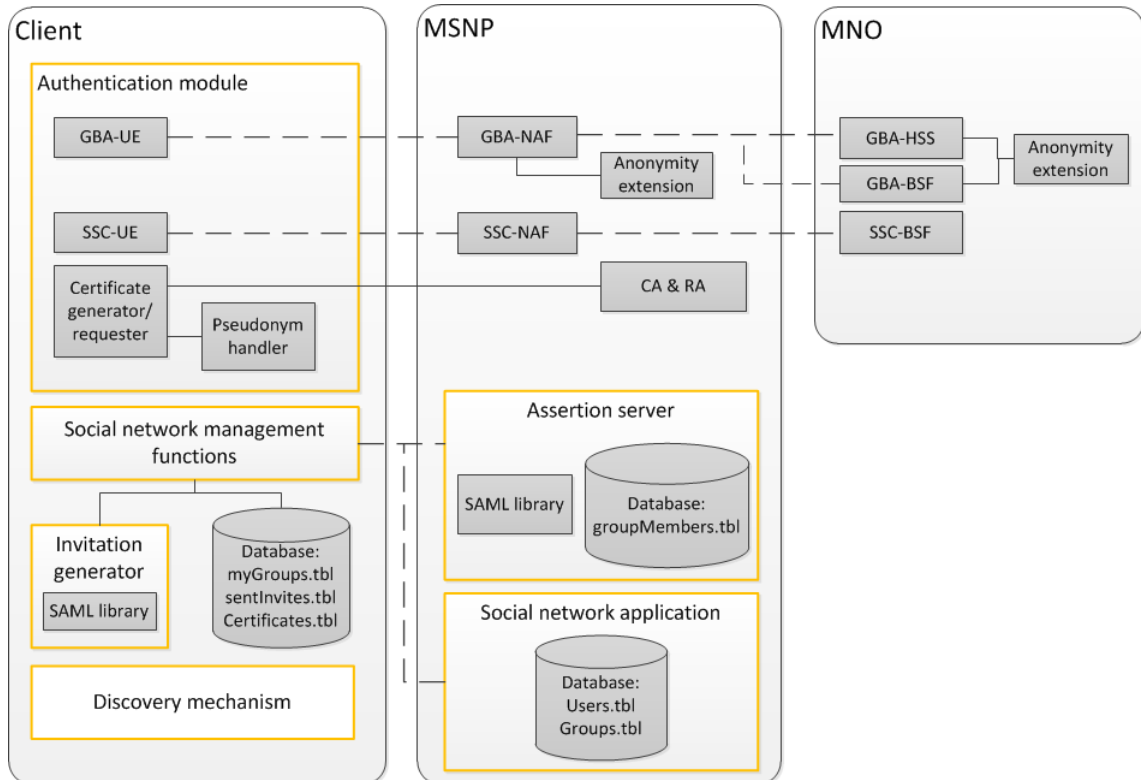 Client
Authentication module
GBA-UE
SSC-UE
Certificate
generator/
requester
Pseudonym
handler
Social network management
functions
Invitation
generator
SAML library
Database:
myGroups.tbl
sentInvites.tbl
Certificates.tbl
Discovery mechanism
MSNP
GBA-NAF
Anonymity
extension
SSC-NAF
CA & RA
Assertion server
SAML library
Database:
groupMembers.tbl
Social network application
Database:
Users.tbl
Groups.tbl
MNO
GBA-HSS
GBA-BSF
Anonymity
extension
SSC-BSF